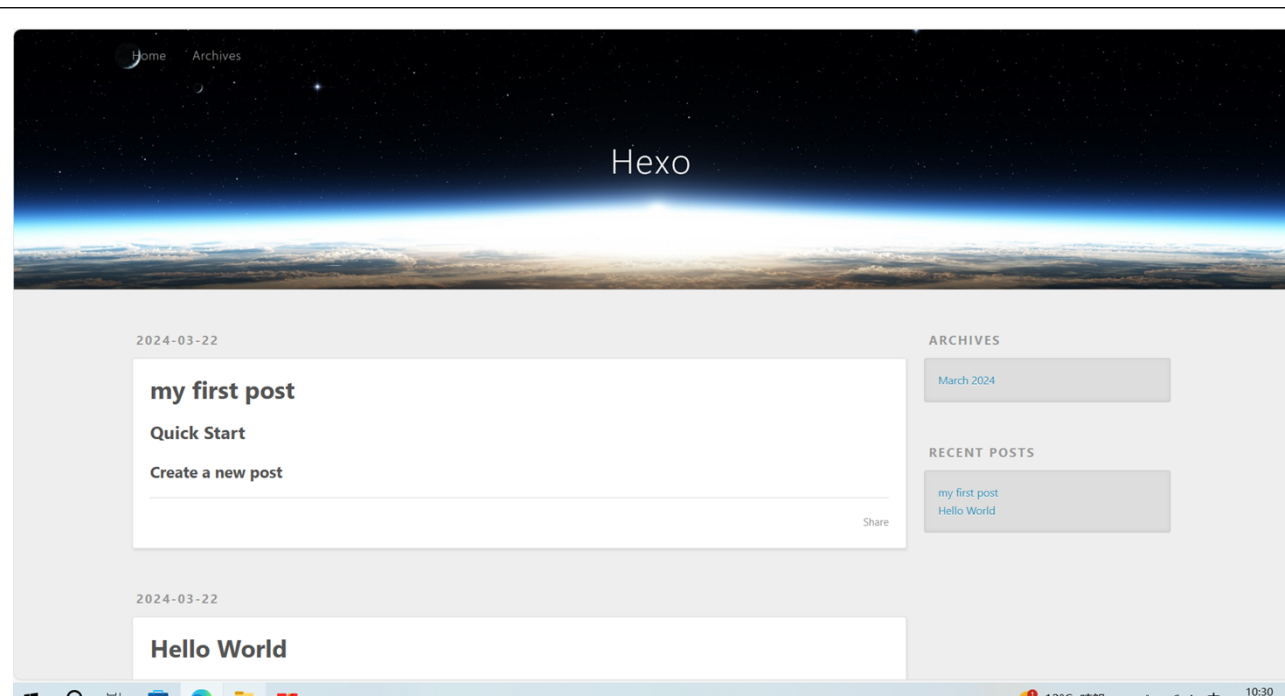 Home Archives
Hexo
2024-03-22
my first post
Quick Start
Create a new post
Share
2024-03-22
Hello World
ARCHIVES
March 2024
RECENT POSTS
my first post
Hello World
10:30